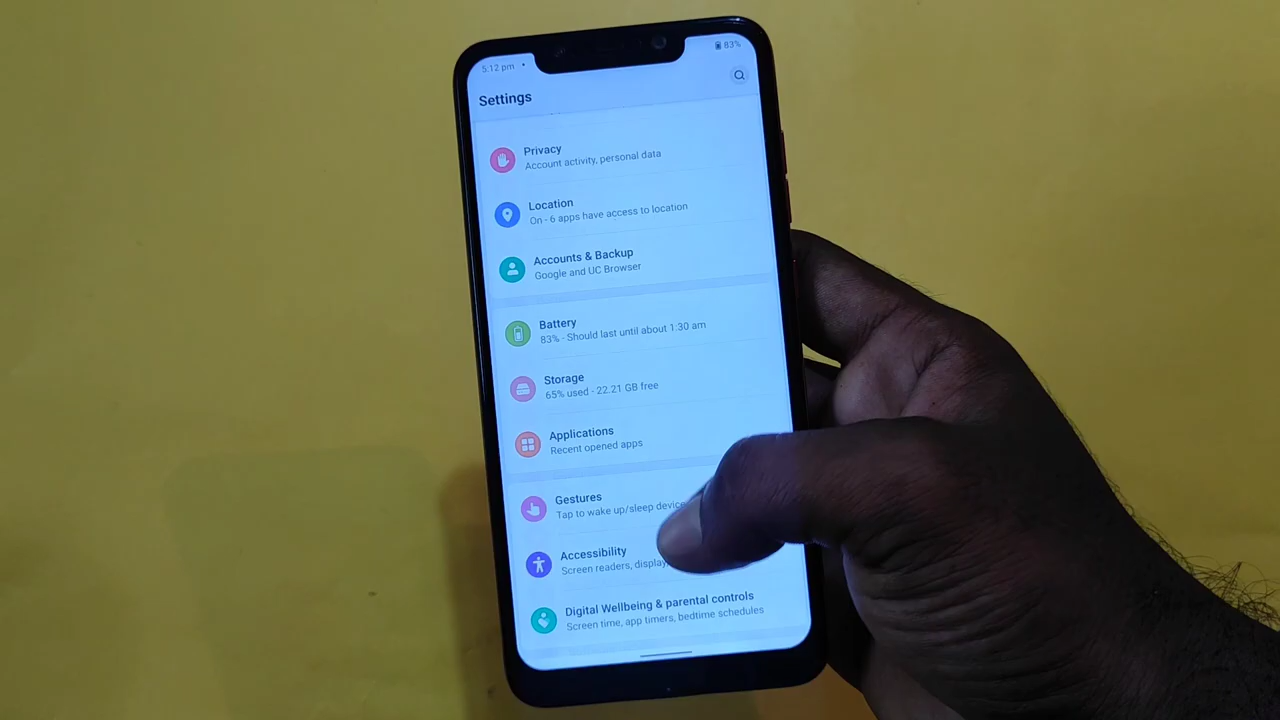 5:12 pm
83%
Settings
Privacy
Account activity, personal data
Location
On - 6 apps have access to location
Accounts & Backup
Google and UC Browser
Battery
83% - Should last until about 1:30 am
Storage
65% used - 22.21 GB free
Applications
Recent opened apps
Gestures
Tap to wake up/sleep device
Accessibility
Screen readers, display,
Digital Wellbeing & parental controls
Screen time, app timers, bedtime schedules